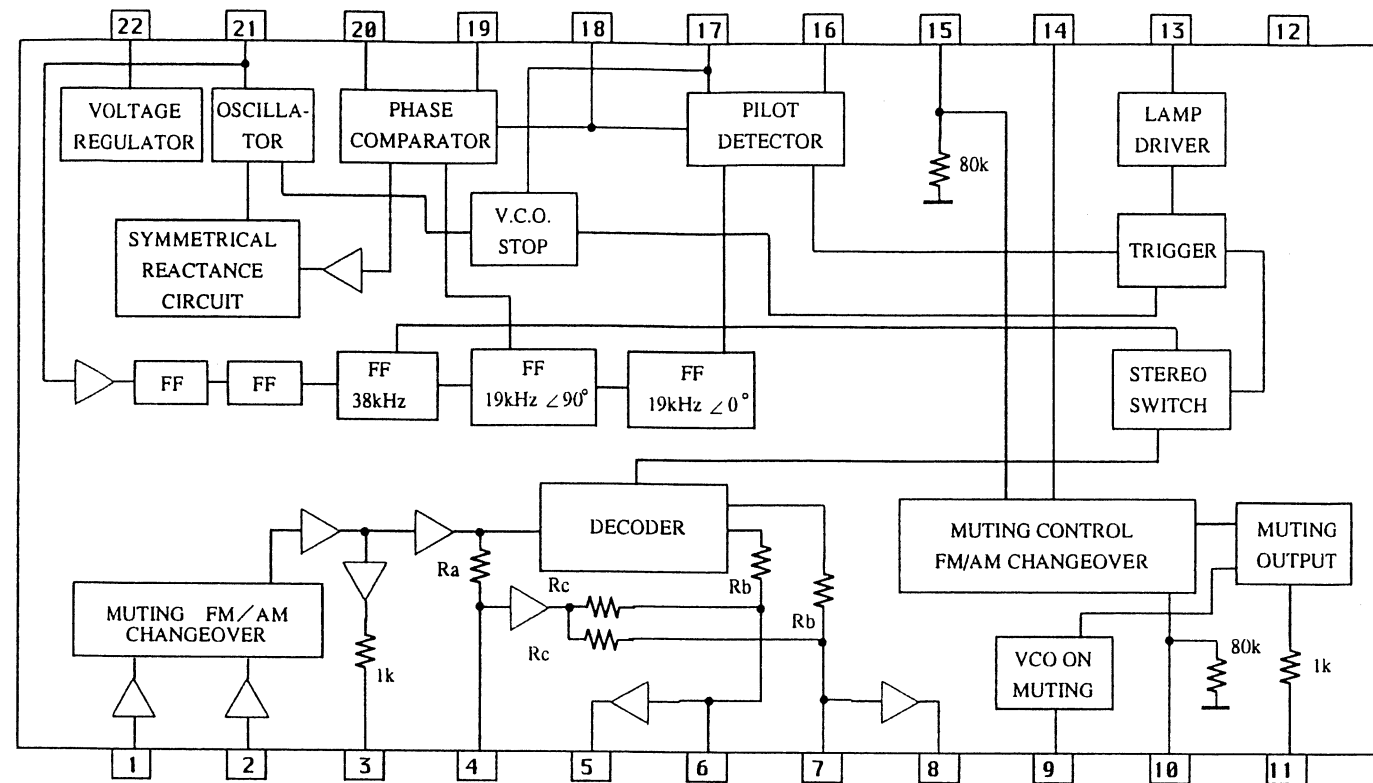 22 21 20 19 18 17 16 15 14 13 12
VOLTAGE
REGULATOR
OSCILLA-
TOR
PHASE
COMPARATOR
PILOT
DETECTOR
LAMP
DRIVER
80k
V.C.O.
STOP
SYMMETRICAL
REACTANCE
CIRCUIT
TRIGGER
FF
FF
FF
38kHz
FF
19kHz ∠90°
FF
19kHz ∠0°
STEREO
SWITCH
DECODER
MUTING CONTROL
FM/AM CHANGEOVER
MUTING
OUTPUT
Ra
Rc
Rb
Rb
Rc
MUTING FM/AM
CHANGEOVER
1k
VCO ON
MUTING
80k
1k
1 2 3 4 5 6 7 8 9 10 11